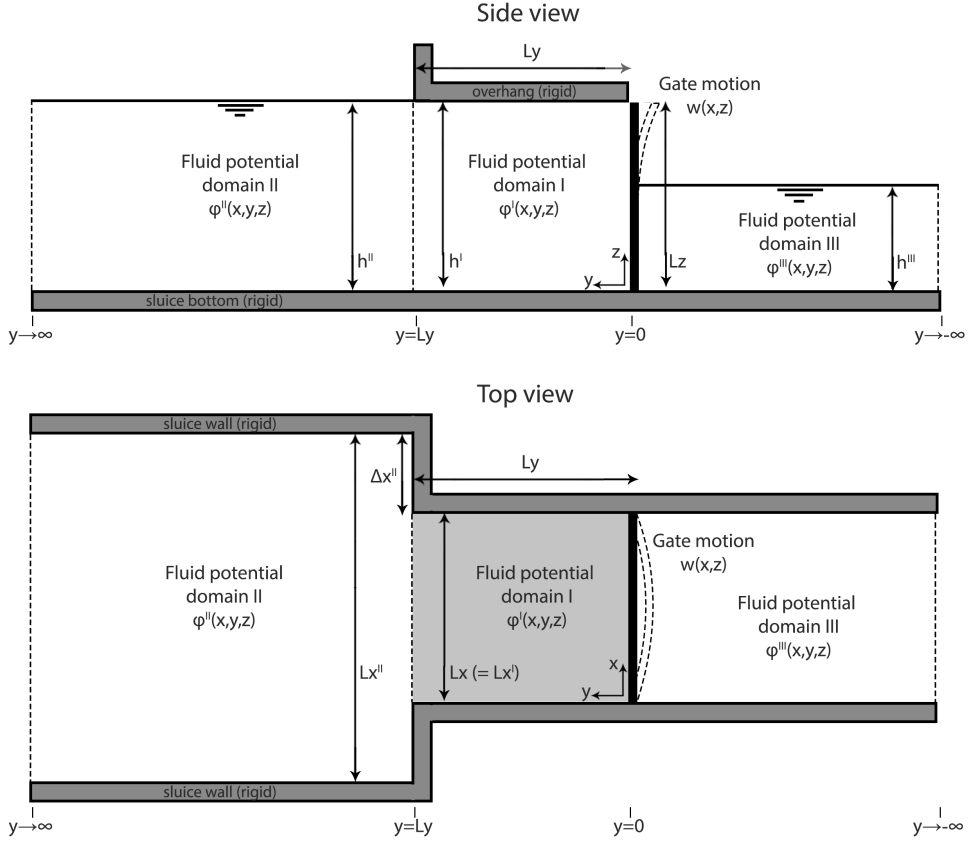 Side view
Ly
overhang (rigid)
Gate motion
w(x,z)
Fluid potential
domain II
φᴵᴵ(x,y,z)
Fluid potential
domain I
φᴵ(x,y,z)
Fluid potential
domain III
φᴵᴵᴵ(x,y,z)
hᴵᴵ
hᴵ
z
y
Lz
hᴵᴵᴵ
sluice bottom (rigid)
y→∞
y=Ly
y=0
y→-∞
Top view
sluice wall (rigid)
Δxᴵᴵ
Ly
Gate motion
w(x,z)
Fluid potential
domain II
φᴵᴵ(x,y,z)
Fluid potential
domain I
φᴵ(x,y,z)
Fluid potential
domain III
φᴵᴵᴵ(x,y,z)
Lxᴵᴵ
Lx (= Lxᴵ)
x
y
sluice wall (rigid)
y→∞
y=Ly
y=0
y→-∞